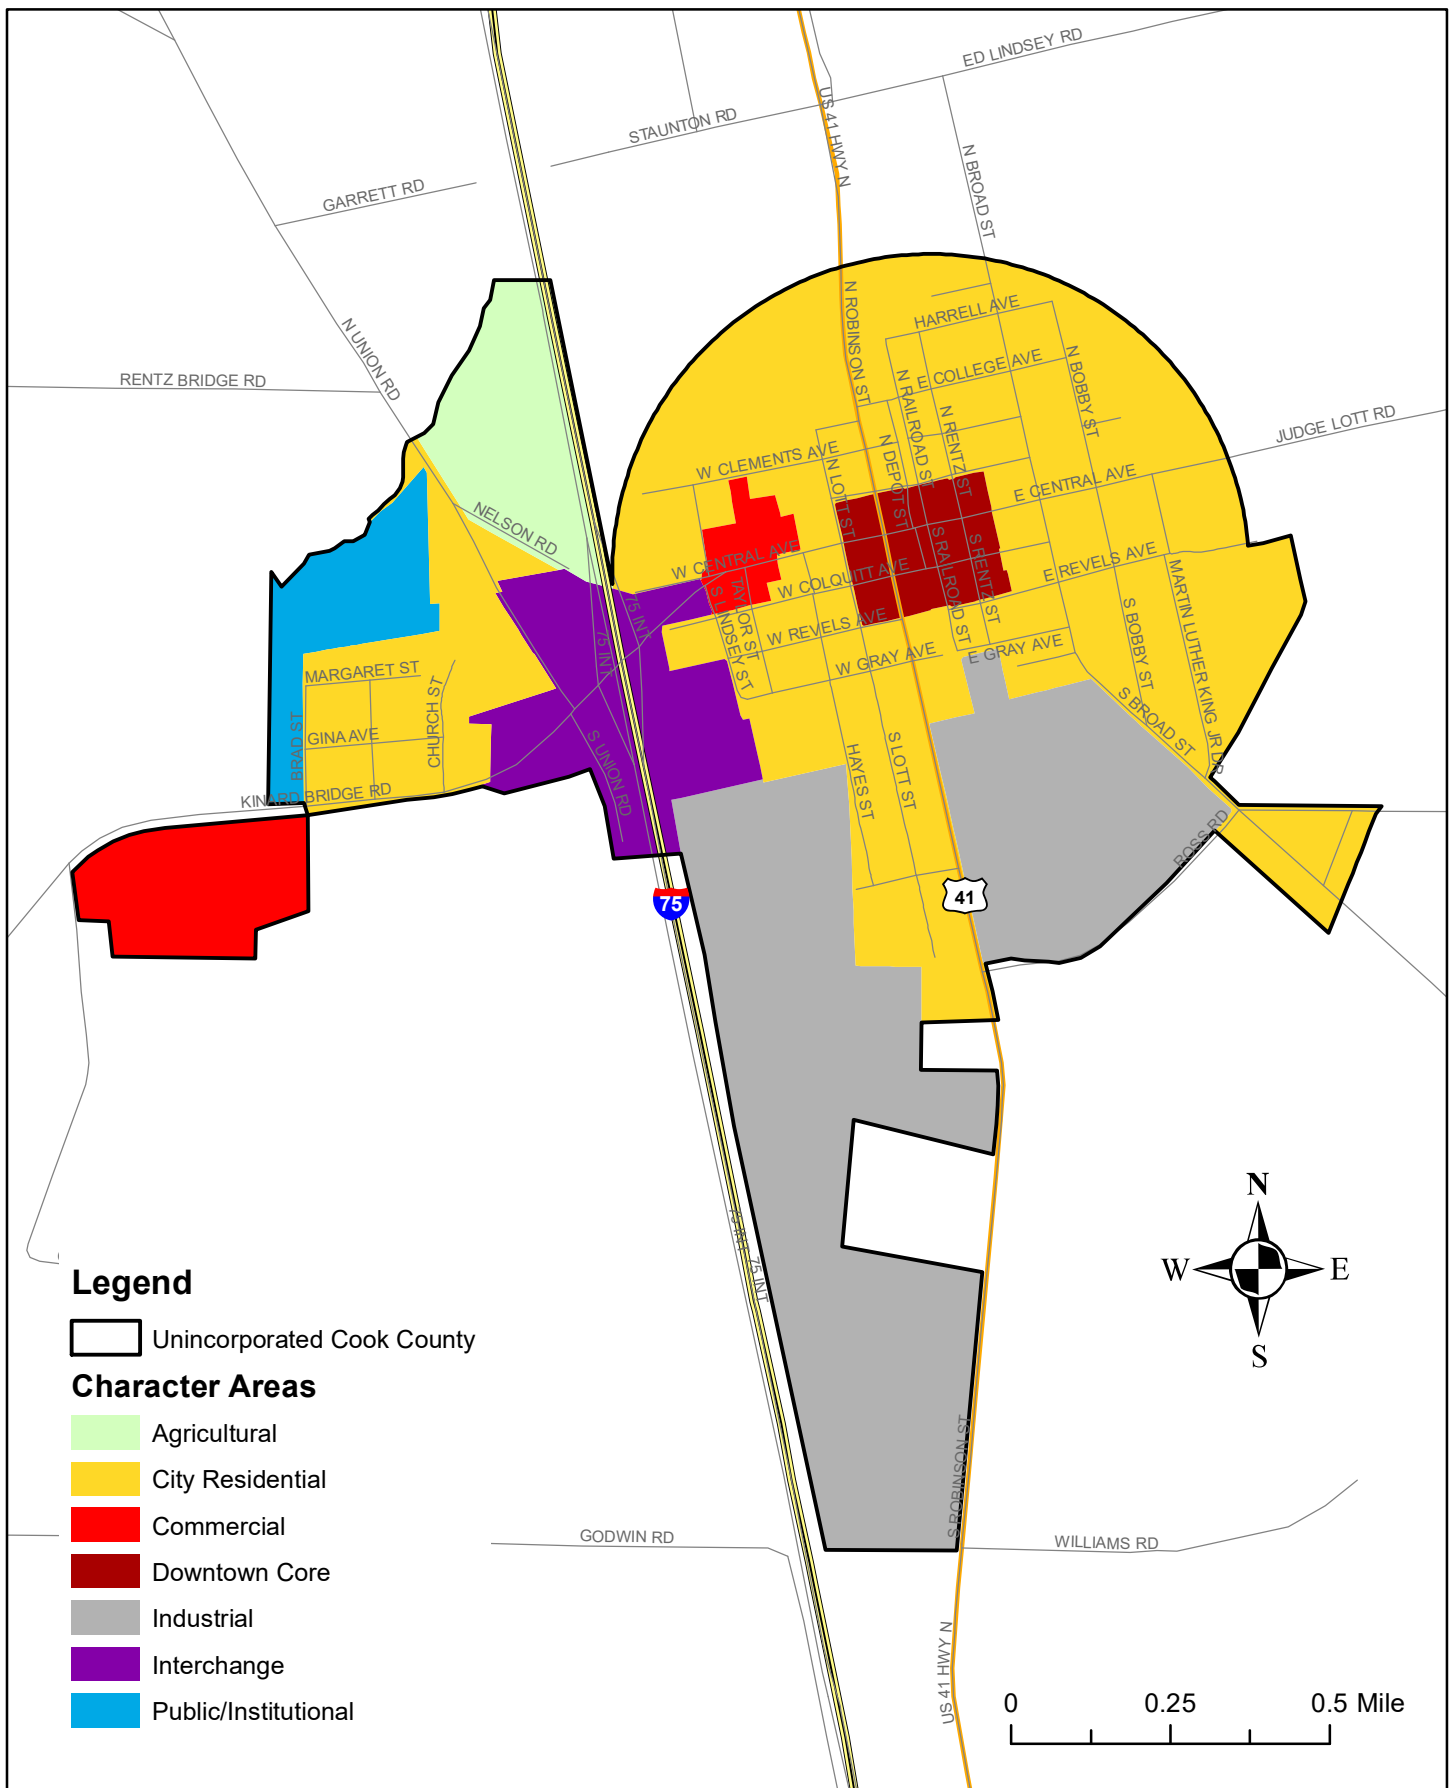 ED LINDSEY RD
STAUNTON RD
US 41 HWY N
N BROAD ST
GARRETT RD
N UNION RD
RENTZ BRIDGE RD
N ROBINSON ST
HARRELL AVE
E COLLEGE AVE
N BOBBY ST
N RAILROAD ST
N RENTZ ST
JUDGE LOTT RD
W CLEMENTS AVE
N LOTT ST
N DEPOT ST
E CENTRAL AVE
NELSON RD
W CENTRAL AVE
W COLQUITT AVE
S RAILROAD ST
S RENTZ ST
E REVELS AVE
MARTIN LUTHER KING JR DR
75 INT
75 INT
S LINDSEY ST
TAYLOR ST
W REVELS AVE
W GRAY AVE
E GRAY AVE
S BOBBY ST
MARGARET ST
CHURCH ST
BRAD ST
GINA AVE
S BROAD ST
S UNION RD
HAYES ST
S LOTT ST
KINARD BRIDGE RD
ROSS RD
75
41
75 INT
75 INT
N
W
E
S
Legend
Unincorporated Cook County
Character Areas
Agricultural
City Residential
Commercial
Downtown Core
Industrial
Interchange
Public/Institutional
S ROBINSON ST
GODWIN RD
WILLIAMS RD
US 41 HWY N
0 0.25 0.5 Mile